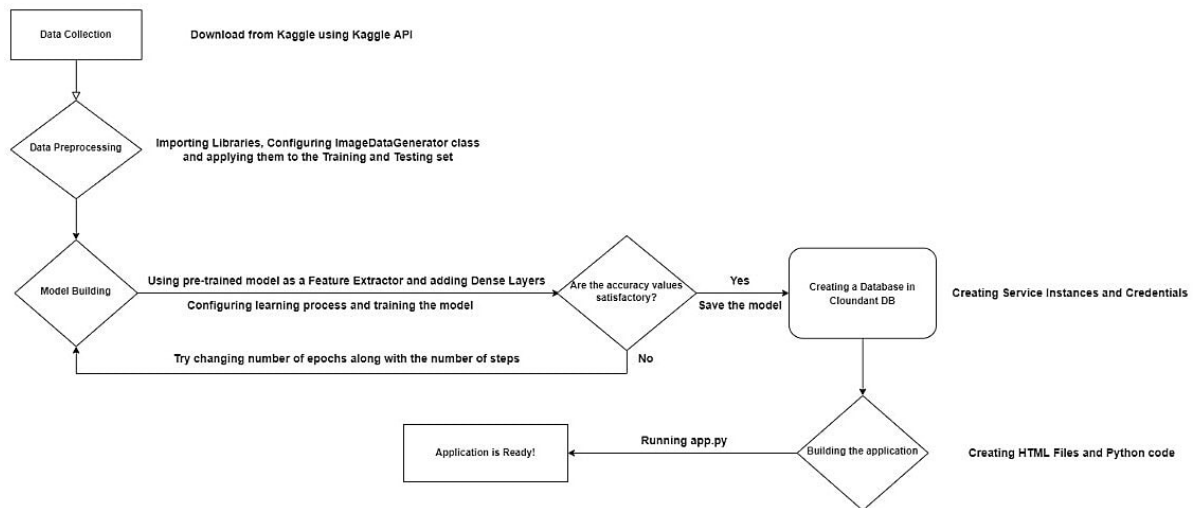 Data Collection
Download from Kaggle using Kaggle API
Data Preprocessing
Importing Libraries, Configuring ImageDataGenerator class
and applying them to the Training and Testing set
Model Building
Using pre-trained model as a Feature Extractor and adding Dense Layers
Configuring learning process and training the model
Are the accuracy values
satisfactory?
Yes
Save the model
Creating a Database in
Cloundant DB
Creating Service Instances and Credentials
Try changing number of epochs along with the number of steps
No
Application is Ready!
Running app.py
Building the application
Creating HTML Files and Python code